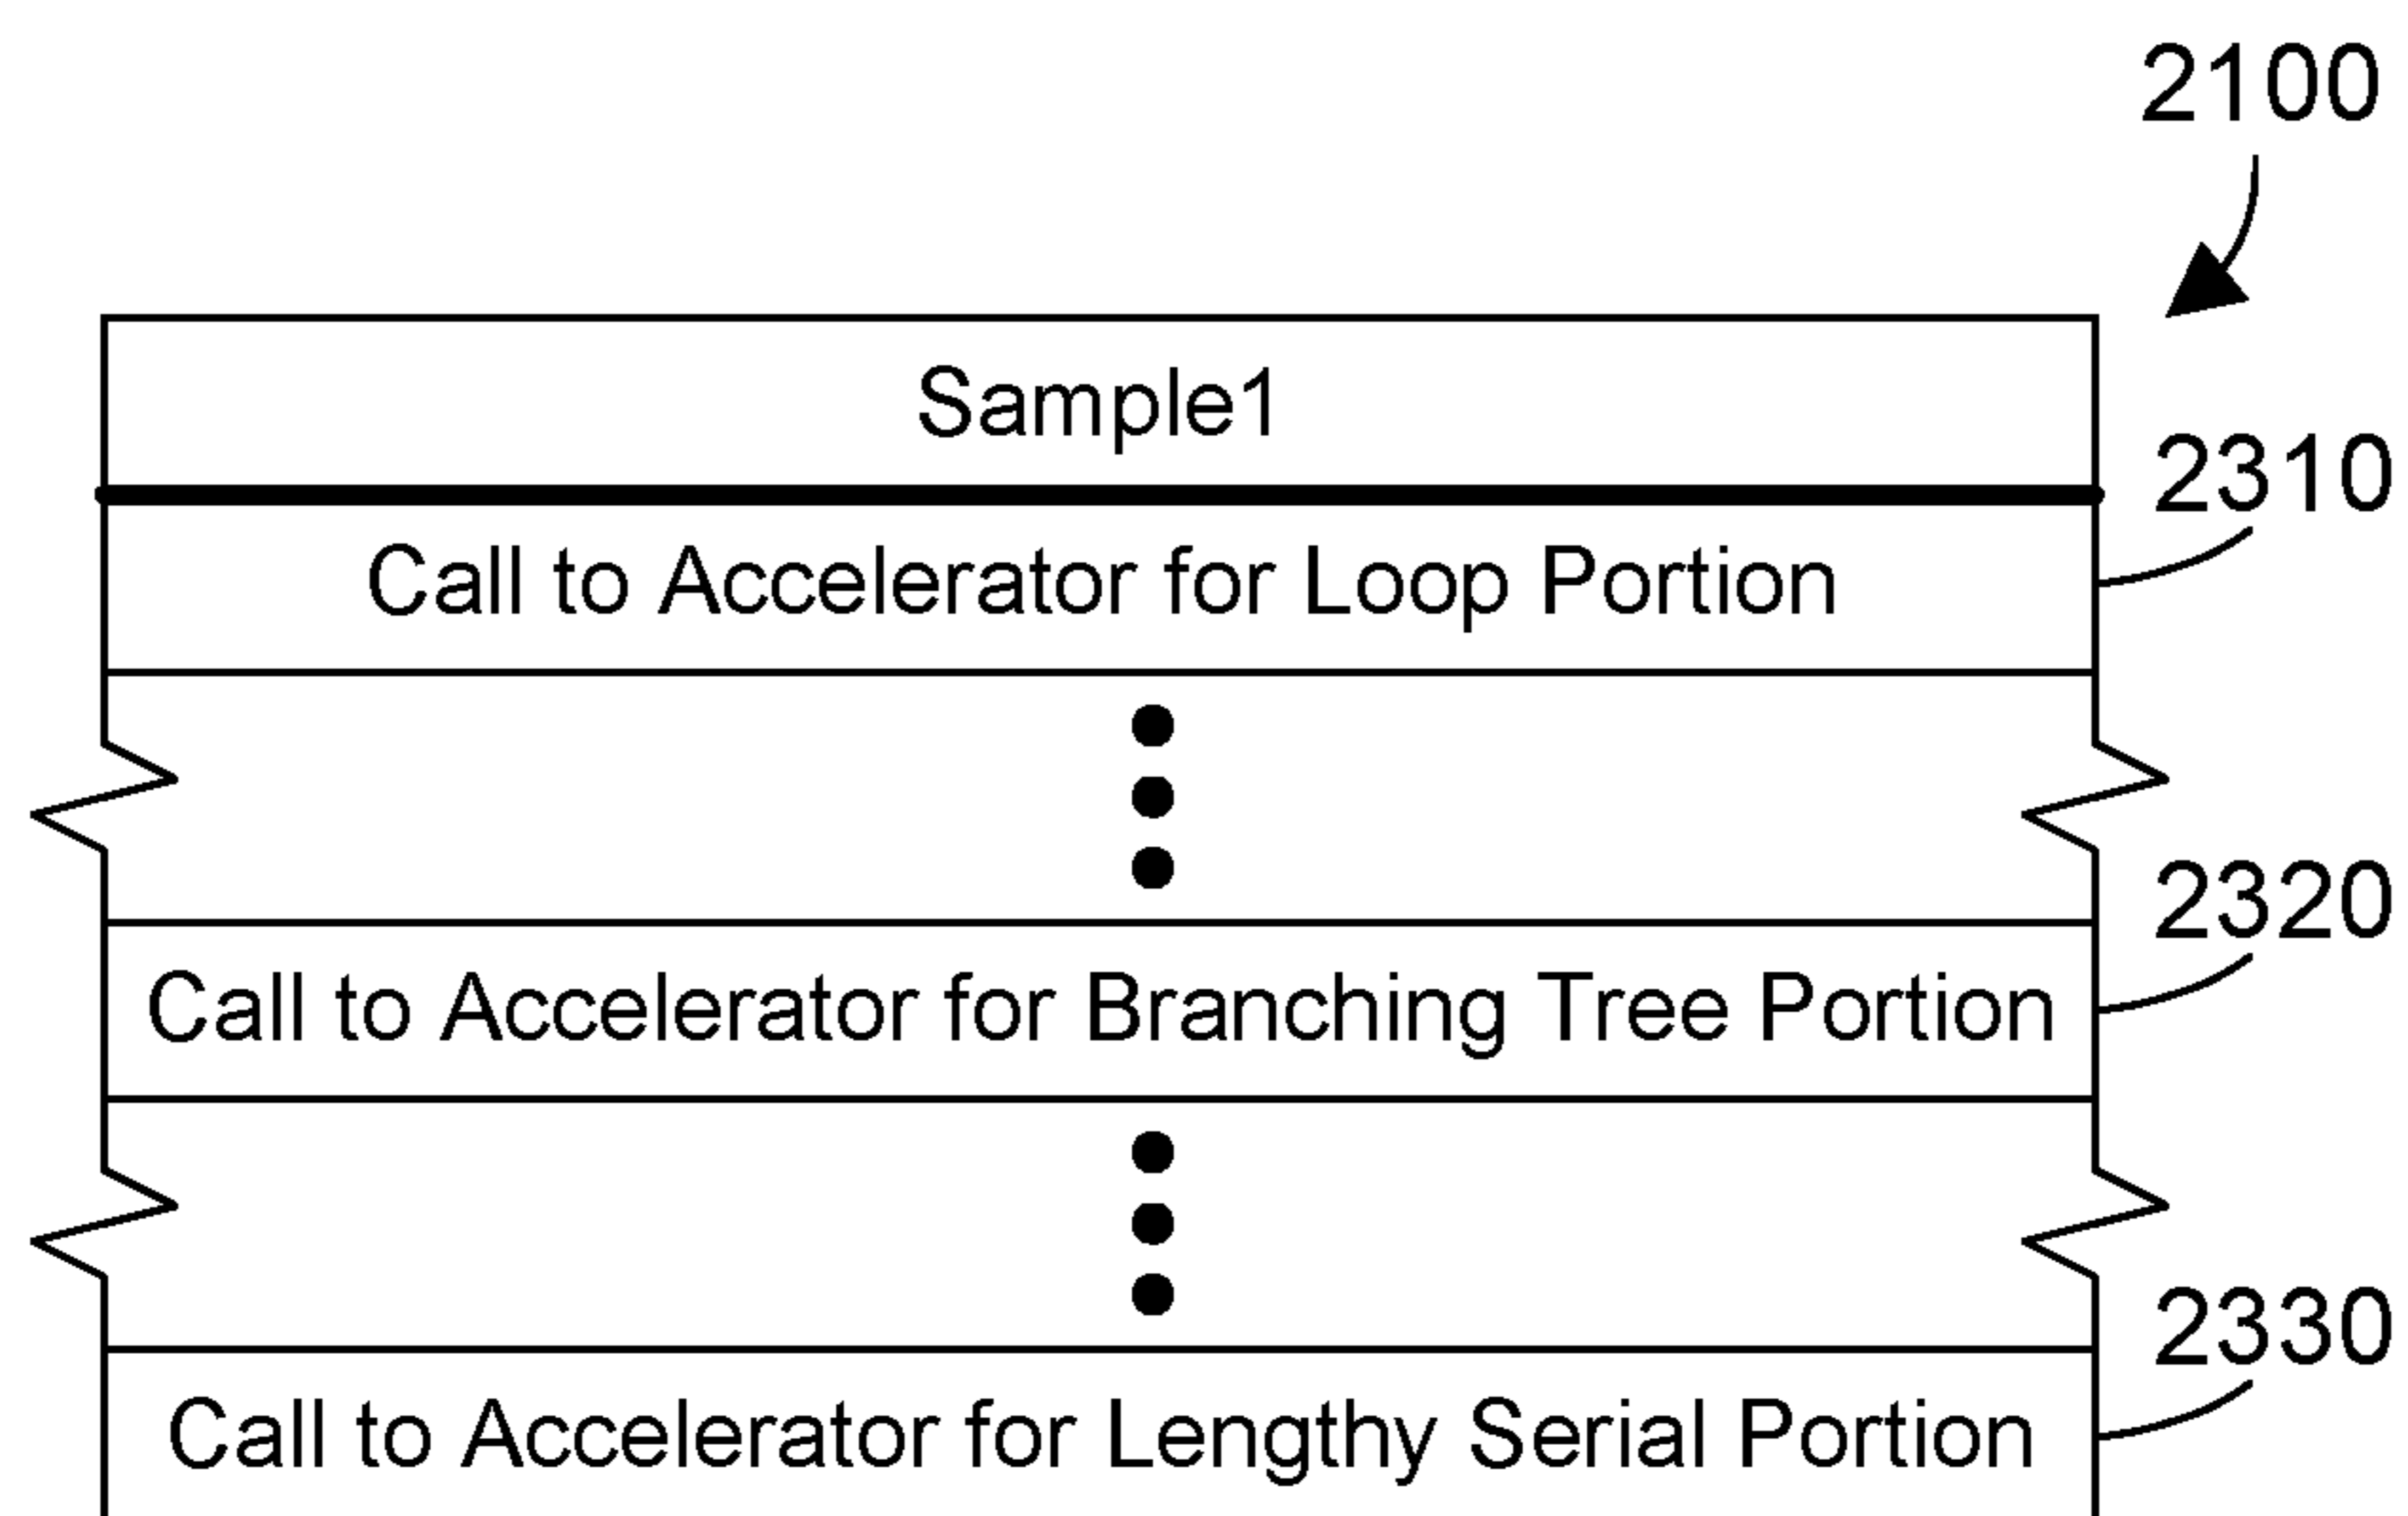 2100
Sample1
2310
Call to Accelerator for Loop Portion
2320
Call to Accelerator for Branching Tree Portion
2330
Call to Accelerator for Lengthy Serial Portion